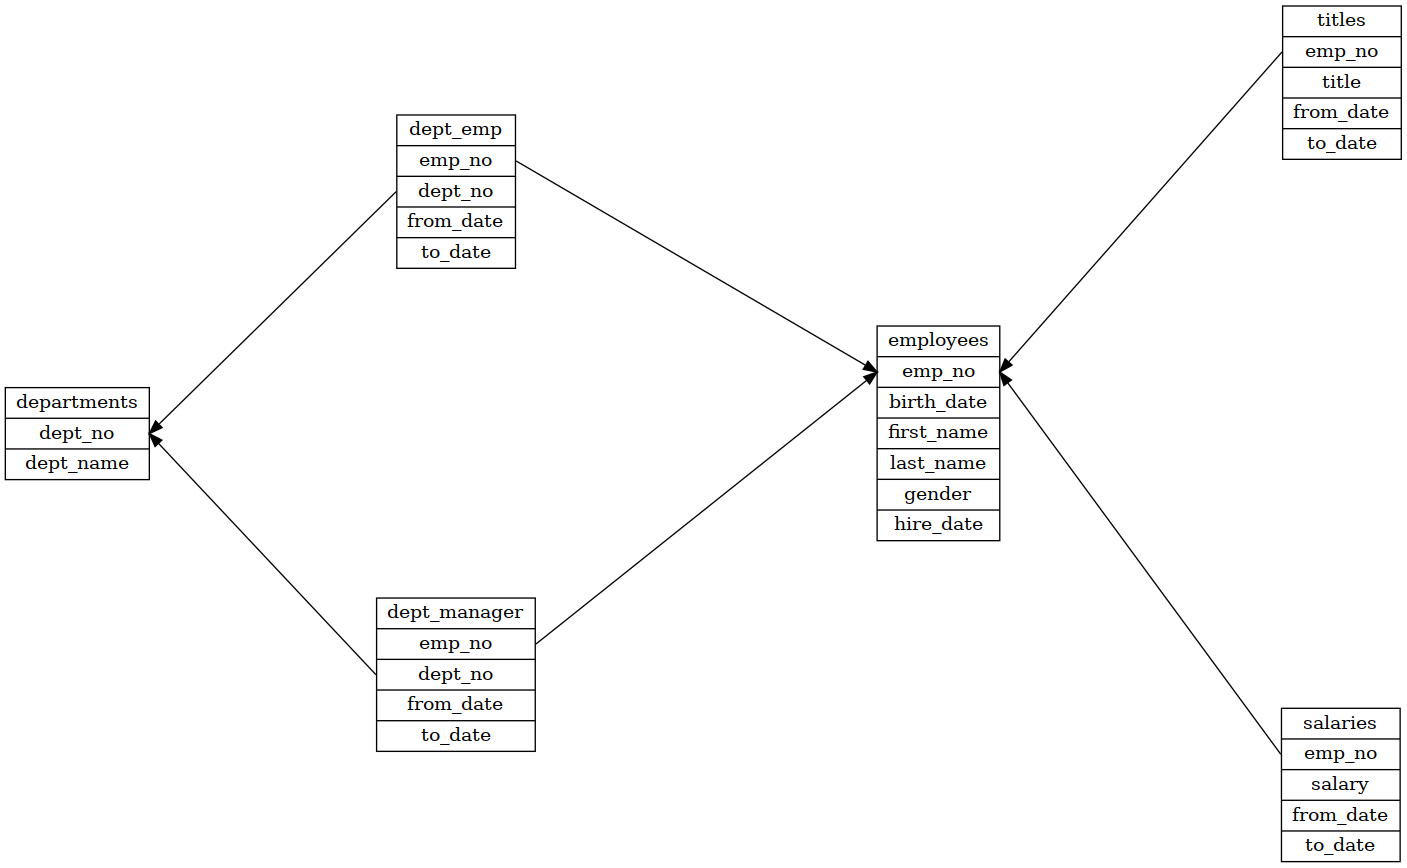 titles
emp_no
title
from_date
to_date
dept_emp
emp_no
dept_no
from_date
to_date
employees
emp_no
birth_date
first_name
last_name
gender
hire_date
departments
dept_no
dept_name
dept_manager
emp_no
dept_no
from_date
to_date
salaries
emp_no
salary
from_date
to_date